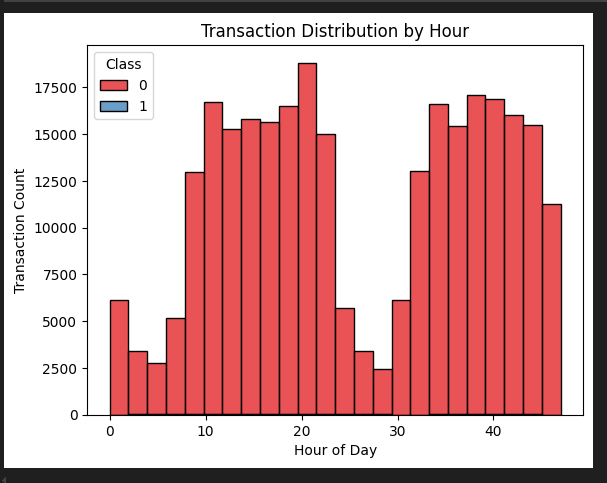 Transaction Distribution by Hour
Class
0
1
17500
15000
12500
10000
7500
5000
2500
0
Transaction Count
0 10 20 30 40
Hour of Day